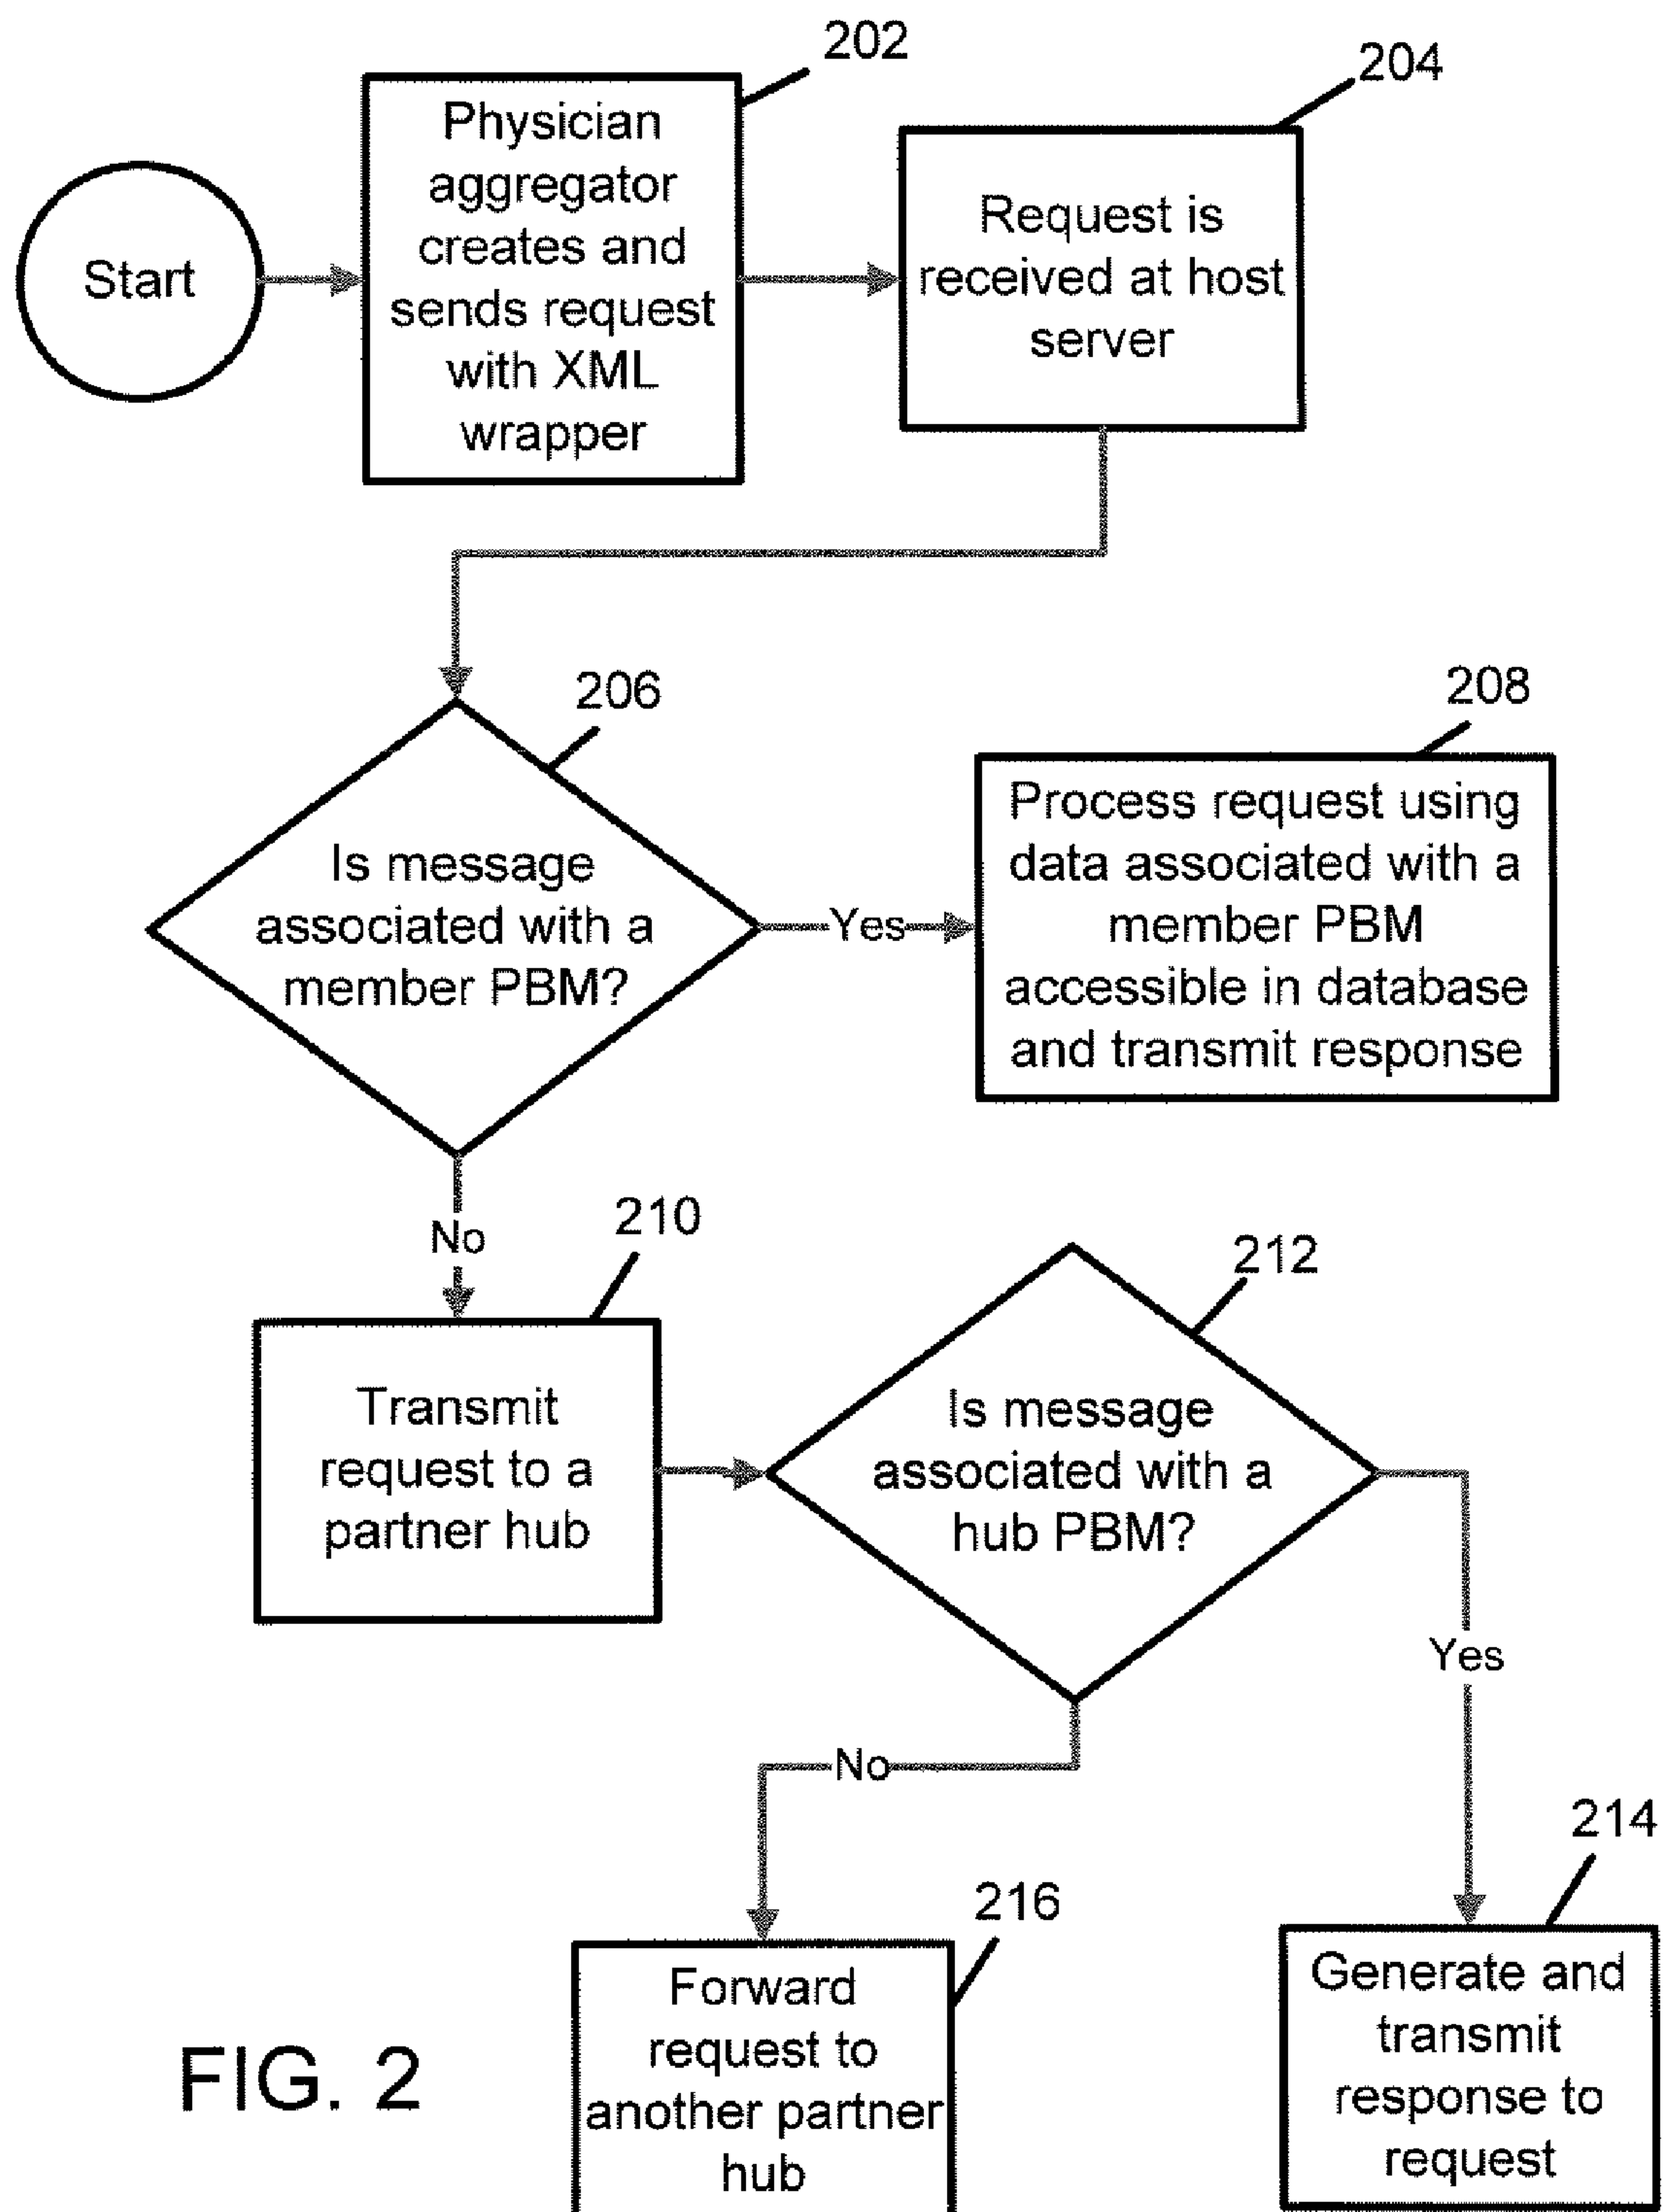 202
204
Start
Physician
aggregator
creates and
sends request
with XML
wrapper
Request is
received at host
server
206
208
Is message
associated with a
member PBM?
Yes
Process request using
data associated with a
member PBM
accessible in database
and transmit response
No
210
212
Transmit
request to a
partner hub
Is message
associated with a
hub PBM?
Yes
No
214
216
Forward
request to
another partner
hub
Generate and
transmit
response to
request
FIG. 2